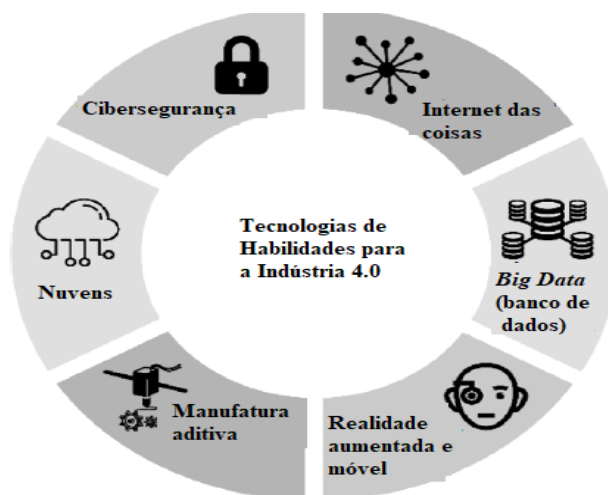 Cibersegurança
Internet das
coisas
Tecnologias de
Habilidades para
a Indústria 4.0
Big Data
(banco de
dados)
Nuvens
Manufatura
aditiva
Realidade
aumentada e
móvel